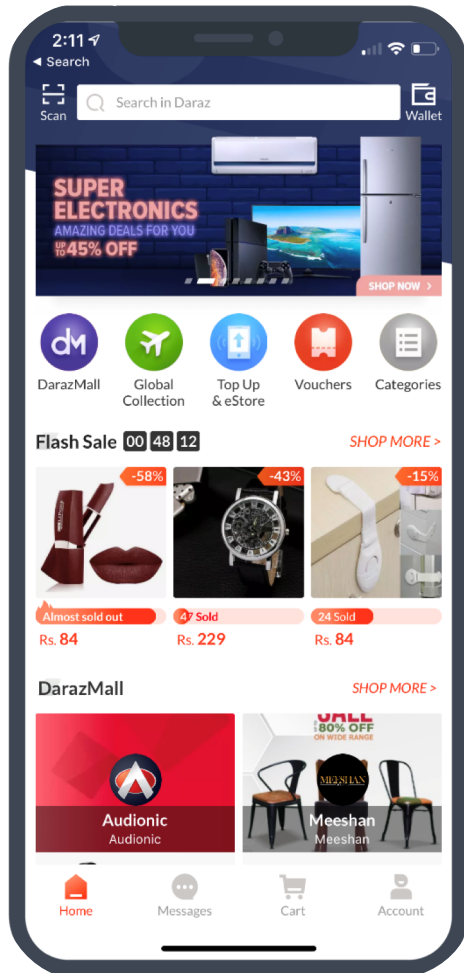 2:11
◀ Search
Scan
Search in Daraz
Wallet
SUPER
ELECTRONICS
AMAZING DEALS FOR YOU
UP TO 45% OFF
SHOP NOW >
dM
DarazMall
Global
Collection
Top Up
& eStore
Vouchers
Categories
Flash Sale 00 48 12
SHOP MORE >
-58%
-43%
-15%
Almost sold out
47 Sold
24 Sold
Rs. 84
Rs. 229
Rs. 84
DarazMall
SHOP MORE >
Audionic
Audionic
80% OFF
ON WIDE RANGE
MEESHAN
Meeshan
Meeshan
Home
Messages
Cart
Account